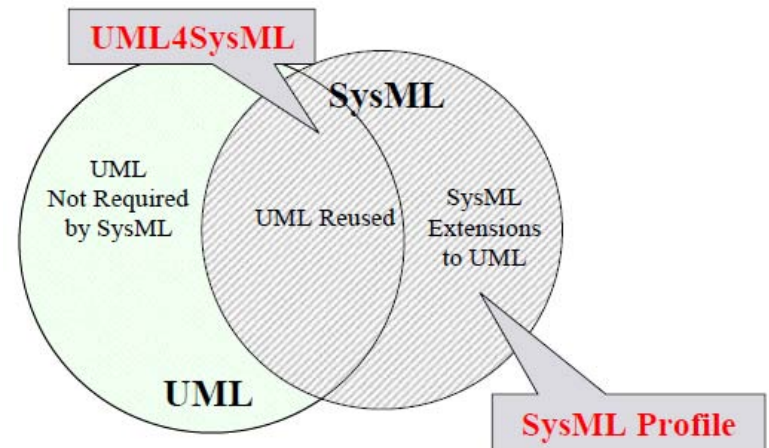 UML4SysML
SysML
UML
Not Required
by SysML
UML Reused
SysML
Extensions
to UML
UML
SysML Profile